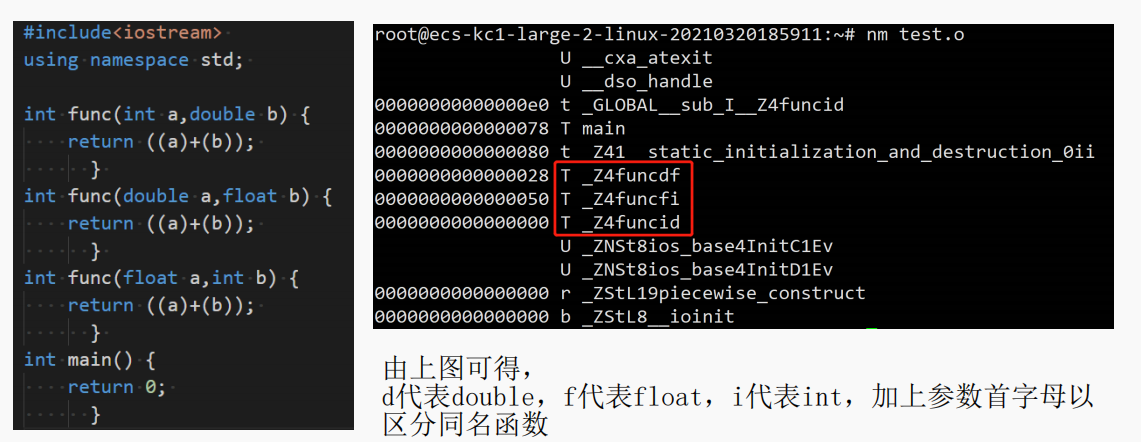 #include<iostream>
using namespace std;
int func(int a,double b) {
return ((a)+(b));
}
int func(double a,float b) {
return ((a)+(b));
}
int func(float a,int b) {
return ((a)+(b));
}
int main() {
return 0;
}
root@ecs-kc1-large-2-linux-20210320185911:~# nm test.o
U __cxa_atexit
U __dso_handle
00000000000000e0 t _GLOBAL__sub_I__Z4funcid
0000000000000078 T main
0000000000000080 t _Z41__static_initialization_and_destruction_0ii
0000000000000028 T _Z4funcdf
0000000000000050 T _Z4funcfi
0000000000000000 T _Z4funcid
U _ZNSt8ios_base4InitC1Ev
U _ZNSt8ios_base4InitD1Ev
0000000000000000 r _ZStL19piecewise_construct
0000000000000000 b _ZStL8__ioinit
由上图可得，
d代表double，f代表float，i代表int，加上参数首字母以
区分同名函数